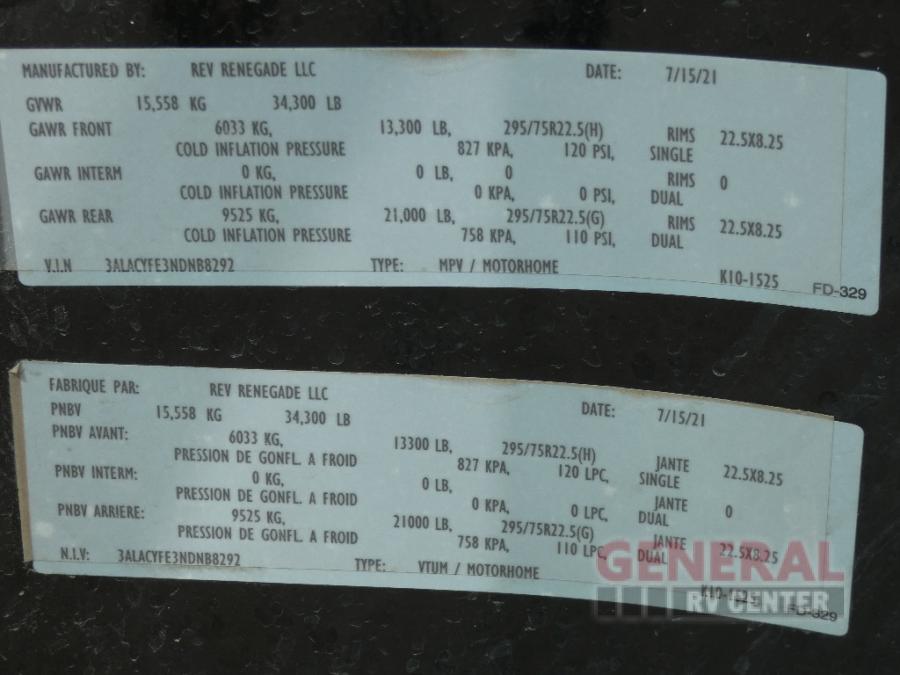 MANUFACTURED BY: REV RENEGADE LLC DATE: 7/15/21
GVWR 15,558 KG 34,300 LB
GAWR FRONT 6033 KG, 13,300 LB, 295/75R22.5(H) RIMS 22.5X8.25
COLD INFLATION PRESSURE 827 KPA, 120 PSI, SINGLE
GAWR INTERM 0 KG, 0 LB, 0 RIMS 0
COLD INFLATION PRESSURE 0 KPA, 0 PSI, DUAL
GAWR REAR 9525 KG, 21,000 LB, 295/75R22.5(G) RIMS 22.5X8.25
COLD INFLATION PRESSURE 758 KPA, 110 PSI, DUAL
V.I.N 3ALACYFE3NDNB8292 TYPE: MPV / MOTORHOME K10-1525 FD-329
FABRIQUE PAR: REV RENEGADE LLC DATE: 7/15/21
PNBV 15,558 KG 34,300 LB
PNBV AVANT: 6033 KG, 13300 LB, 295/75R22.5(H) JANTE 22.5X8.25
PRESSION DE GONFL. A FROID 827 KPA, 120 LPC, SINGLE
PNBV INTERM: 0 KG, 0 LB, JANTE 0
PRESSION DE GONFL. A FROID 0 KPA, 0 LPC, DUAL
PNBV ARRIERE: 9525 KG, 21000 LB, 295/75R22.5(G) JANTE 22.5X8.25
PRESSION DE GONFL. A FROID 758 KPA, 110 LPC, DUAL
N.I.V: 3ALACYFE3NDNB8292 TYPE: VTUM / MOTORHOME K10-1525 FD-329
GENERAL
RV CENTER